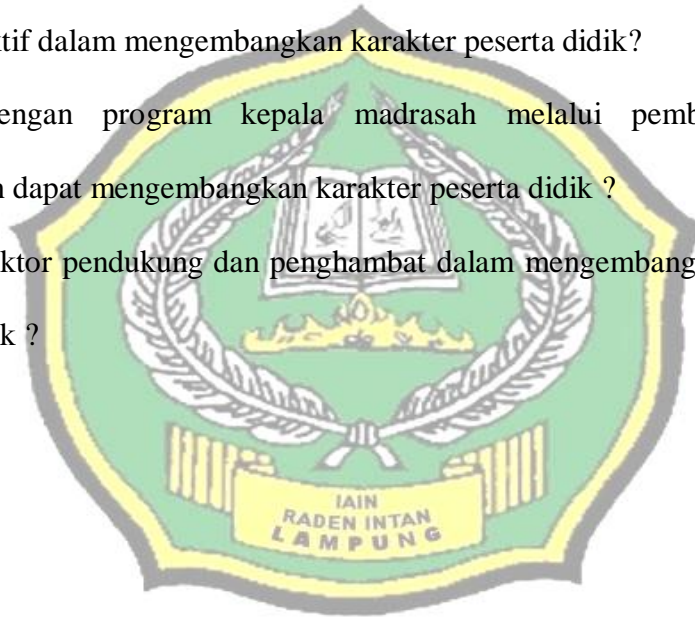 ktif dalam mengembangkan karakter peserta didik?
engan program kepala madrasah melalui pemb
n dapat mengembangkan karakter peserta didik ?
ktor pendukung dan penghambat dalam mengembang
k ?
IAIN
RADEN INTAN
LAMPUNG